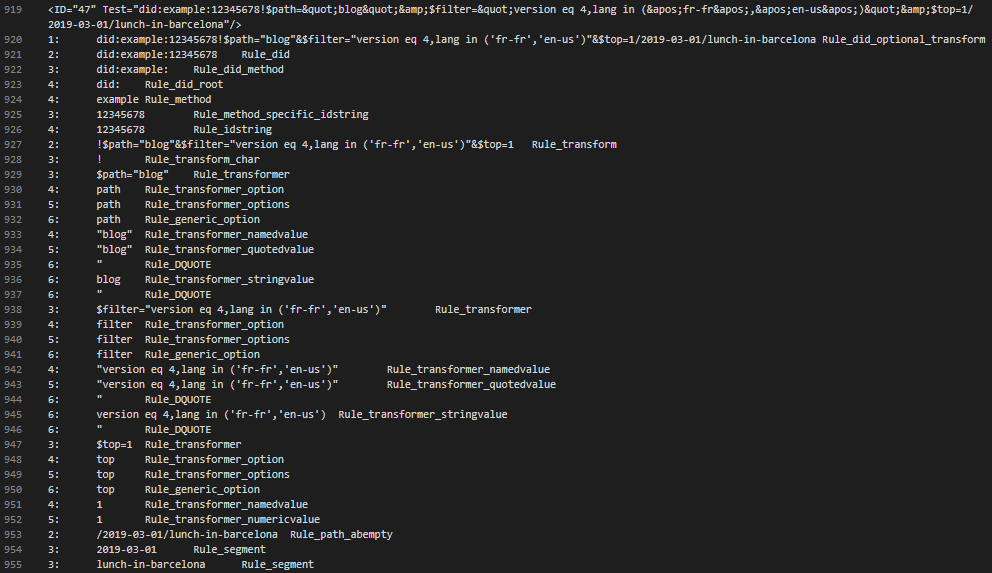 919 <ID="47" Test="did:example:12345678!$path=&quot;blog&quot;&amp;$filter=&quot;version eq 4,lang in (&apos;fr-fr&apos;,&apos;en-us&apos;)&quot;&amp;$top=1/
2019-03-01/lunch-in-barcelona"/>
920 1: did:example:12345678!$path="blog"&$filter="version eq 4,lang in ('fr-fr','en-us')"&$top=1/2019-03-01/lunch-in-barcelona Rule_did_optional_transform
921 2: did:example:12345678 Rule_did
922 3: did:example: Rule_did_method
923 4: did: Rule_did_root
924 4: example Rule_method
925 3: 12345678 Rule_method_specific_idstring
926 4: 12345678 Rule_idstring
927 2: !$path="blog"&$filter="version eq 4,lang in ('fr-fr','en-us')"&$top=1 Rule_transform
928 3: ! Rule_transform_char
929 3: $path="blog" Rule_transformer
930 4: path Rule_transformer_option
931 5: path Rule_transformer_options
932 6: path Rule_generic_option
933 4: "blog" Rule_transformer_namedvalue
934 5: "blog" Rule_transformer_quotedvalue
935 6: " Rule_DQUOTE
936 6: blog Rule_transformer_stringvalue
937 6: " Rule_DQUOTE
938 3: $filter="version eq 4,lang in ('fr-fr','en-us')" Rule_transformer
939 4: filter Rule_transformer_option
940 5: filter Rule_transformer_options
941 6: filter Rule_generic_option
942 4: "version eq 4,lang in ('fr-fr','en-us')" Rule_transformer_namedvalue
943 5: "version eq 4,lang in ('fr-fr','en-us')" Rule_transformer_quotedvalue
944 6: " Rule_DQUOTE
945 6: version eq 4,lang in ('fr-fr','en-us') Rule_transformer_stringvalue
946 6: " Rule_DQUOTE
947 3: $top=1 Rule_transformer
948 4: top Rule_transformer_option
949 5: top Rule_transformer_options
950 6: top Rule_generic_option
951 4: 1 Rule_transformer_namedvalue
952 5: 1 Rule_transformer_numericvalue
953 2: /2019-03-01/lunch-in-barcelona Rule_path_abempty
954 3: 2019-03-01 Rule_segment
955 3: lunch-in-barcelona Rule_segment